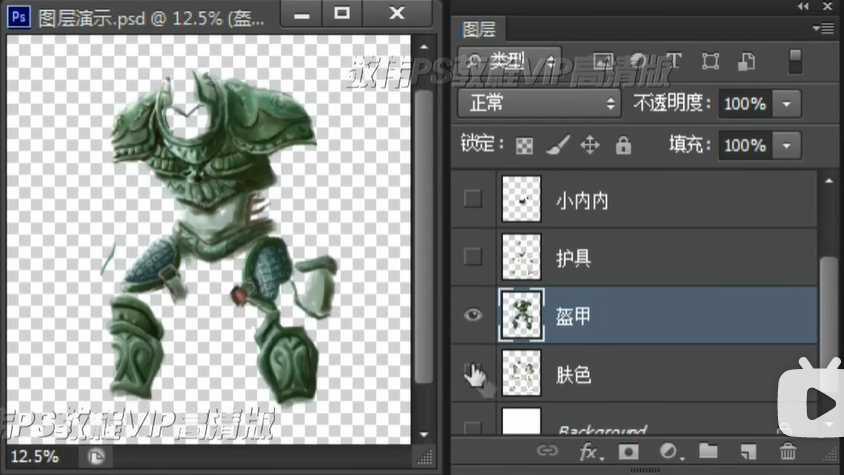 Ps 图层演示.psd @ 12.5% (盔...
图层
类型
敬伟PS教程VIP高清版
正常 不透明度: 100%
锁定: 填充: 100%
小内内
护具
盔甲
肤色
Background
PS教程VIP高清版
12.5%
fx